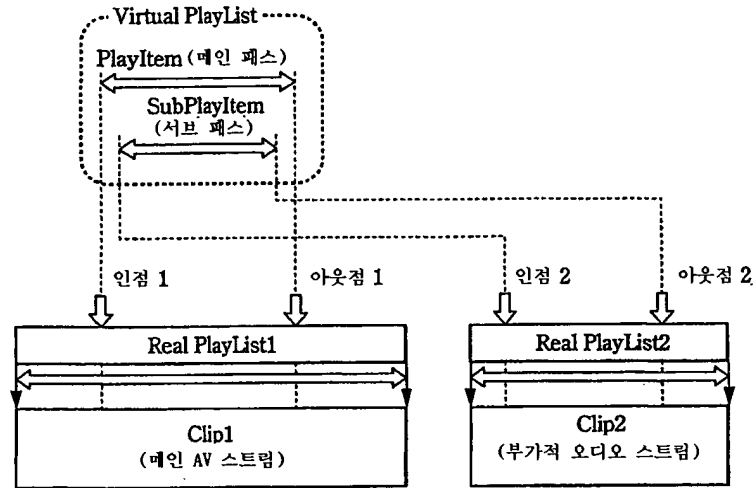 Virtual PlayList
PlayItem (메인 패스)
SubPlayItem
(서브 패스)
인점 1
아웃점 1
인점 2
아웃점 2
Real PlayList1
Real PlayList2
Clip1
(메인 AV 스트림)
Clip2
(부가적 오디오 스트림)